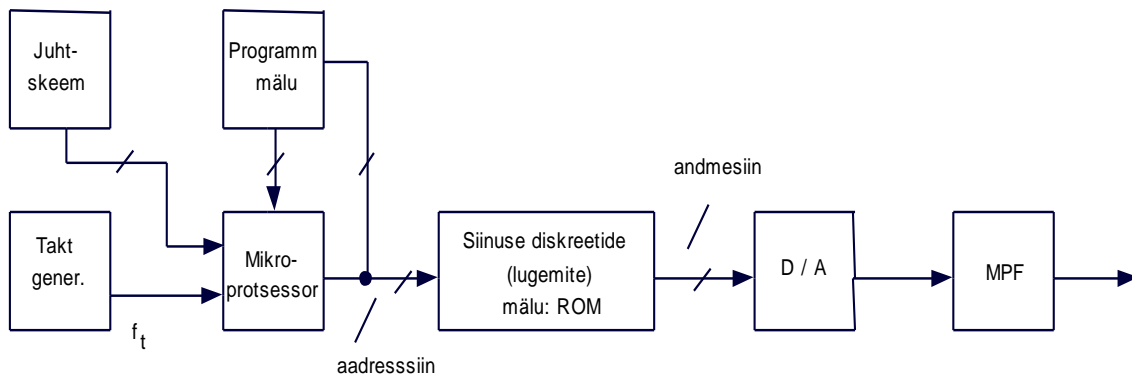 Juht-
skeem
Programm
mälu
andmesiin
Takt
gener.
Mikro-
protsessor
Siinuse diskreetide
(lugemite)
mälu: ROM
D / A
MPF
f t
aadresssiin